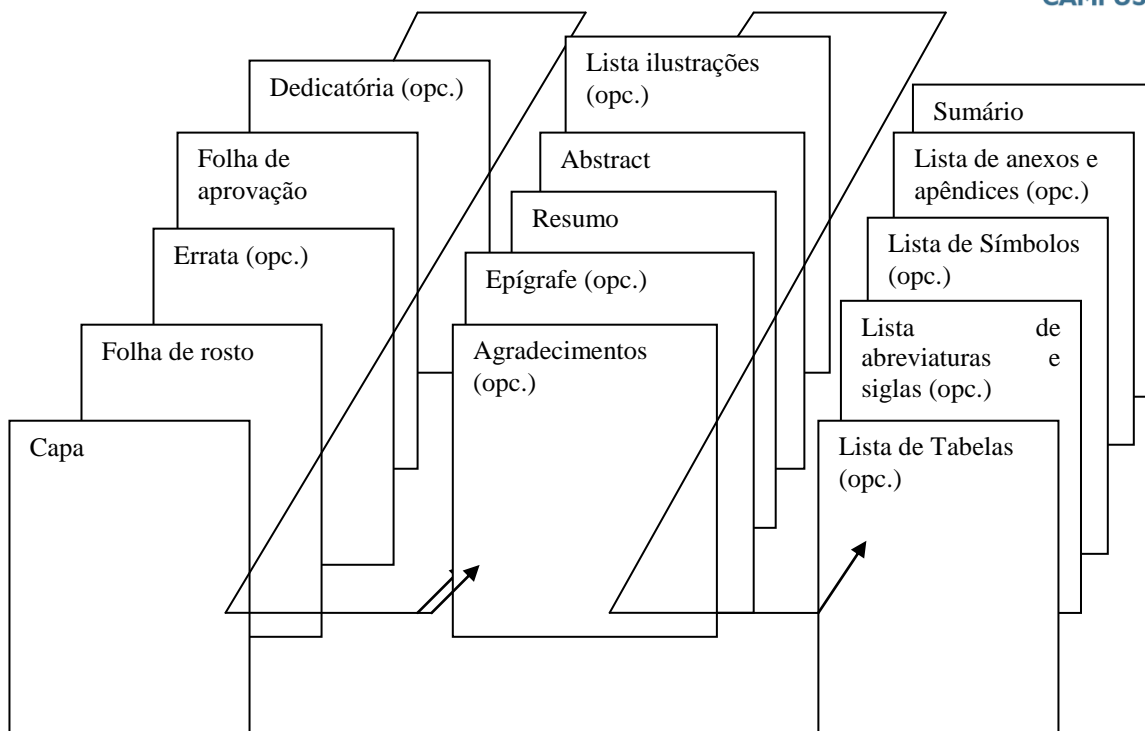 CAMPUS
Dedicatória (opc.)
Folha de
aprovação
Errata (opc.)
Folha de rosto
Capa
Lista ilustrações
(opc.)
Abstract
Resumo
Epígrafe (opc.)
Agradecimentos
(opc.)
Sumário
Lista de anexos e
apêndices (opc.)
Lista de Símbolos
(opc.)
Lista de
abreviaturas e
siglas (opc.)
Lista de Tabelas
(opc.)